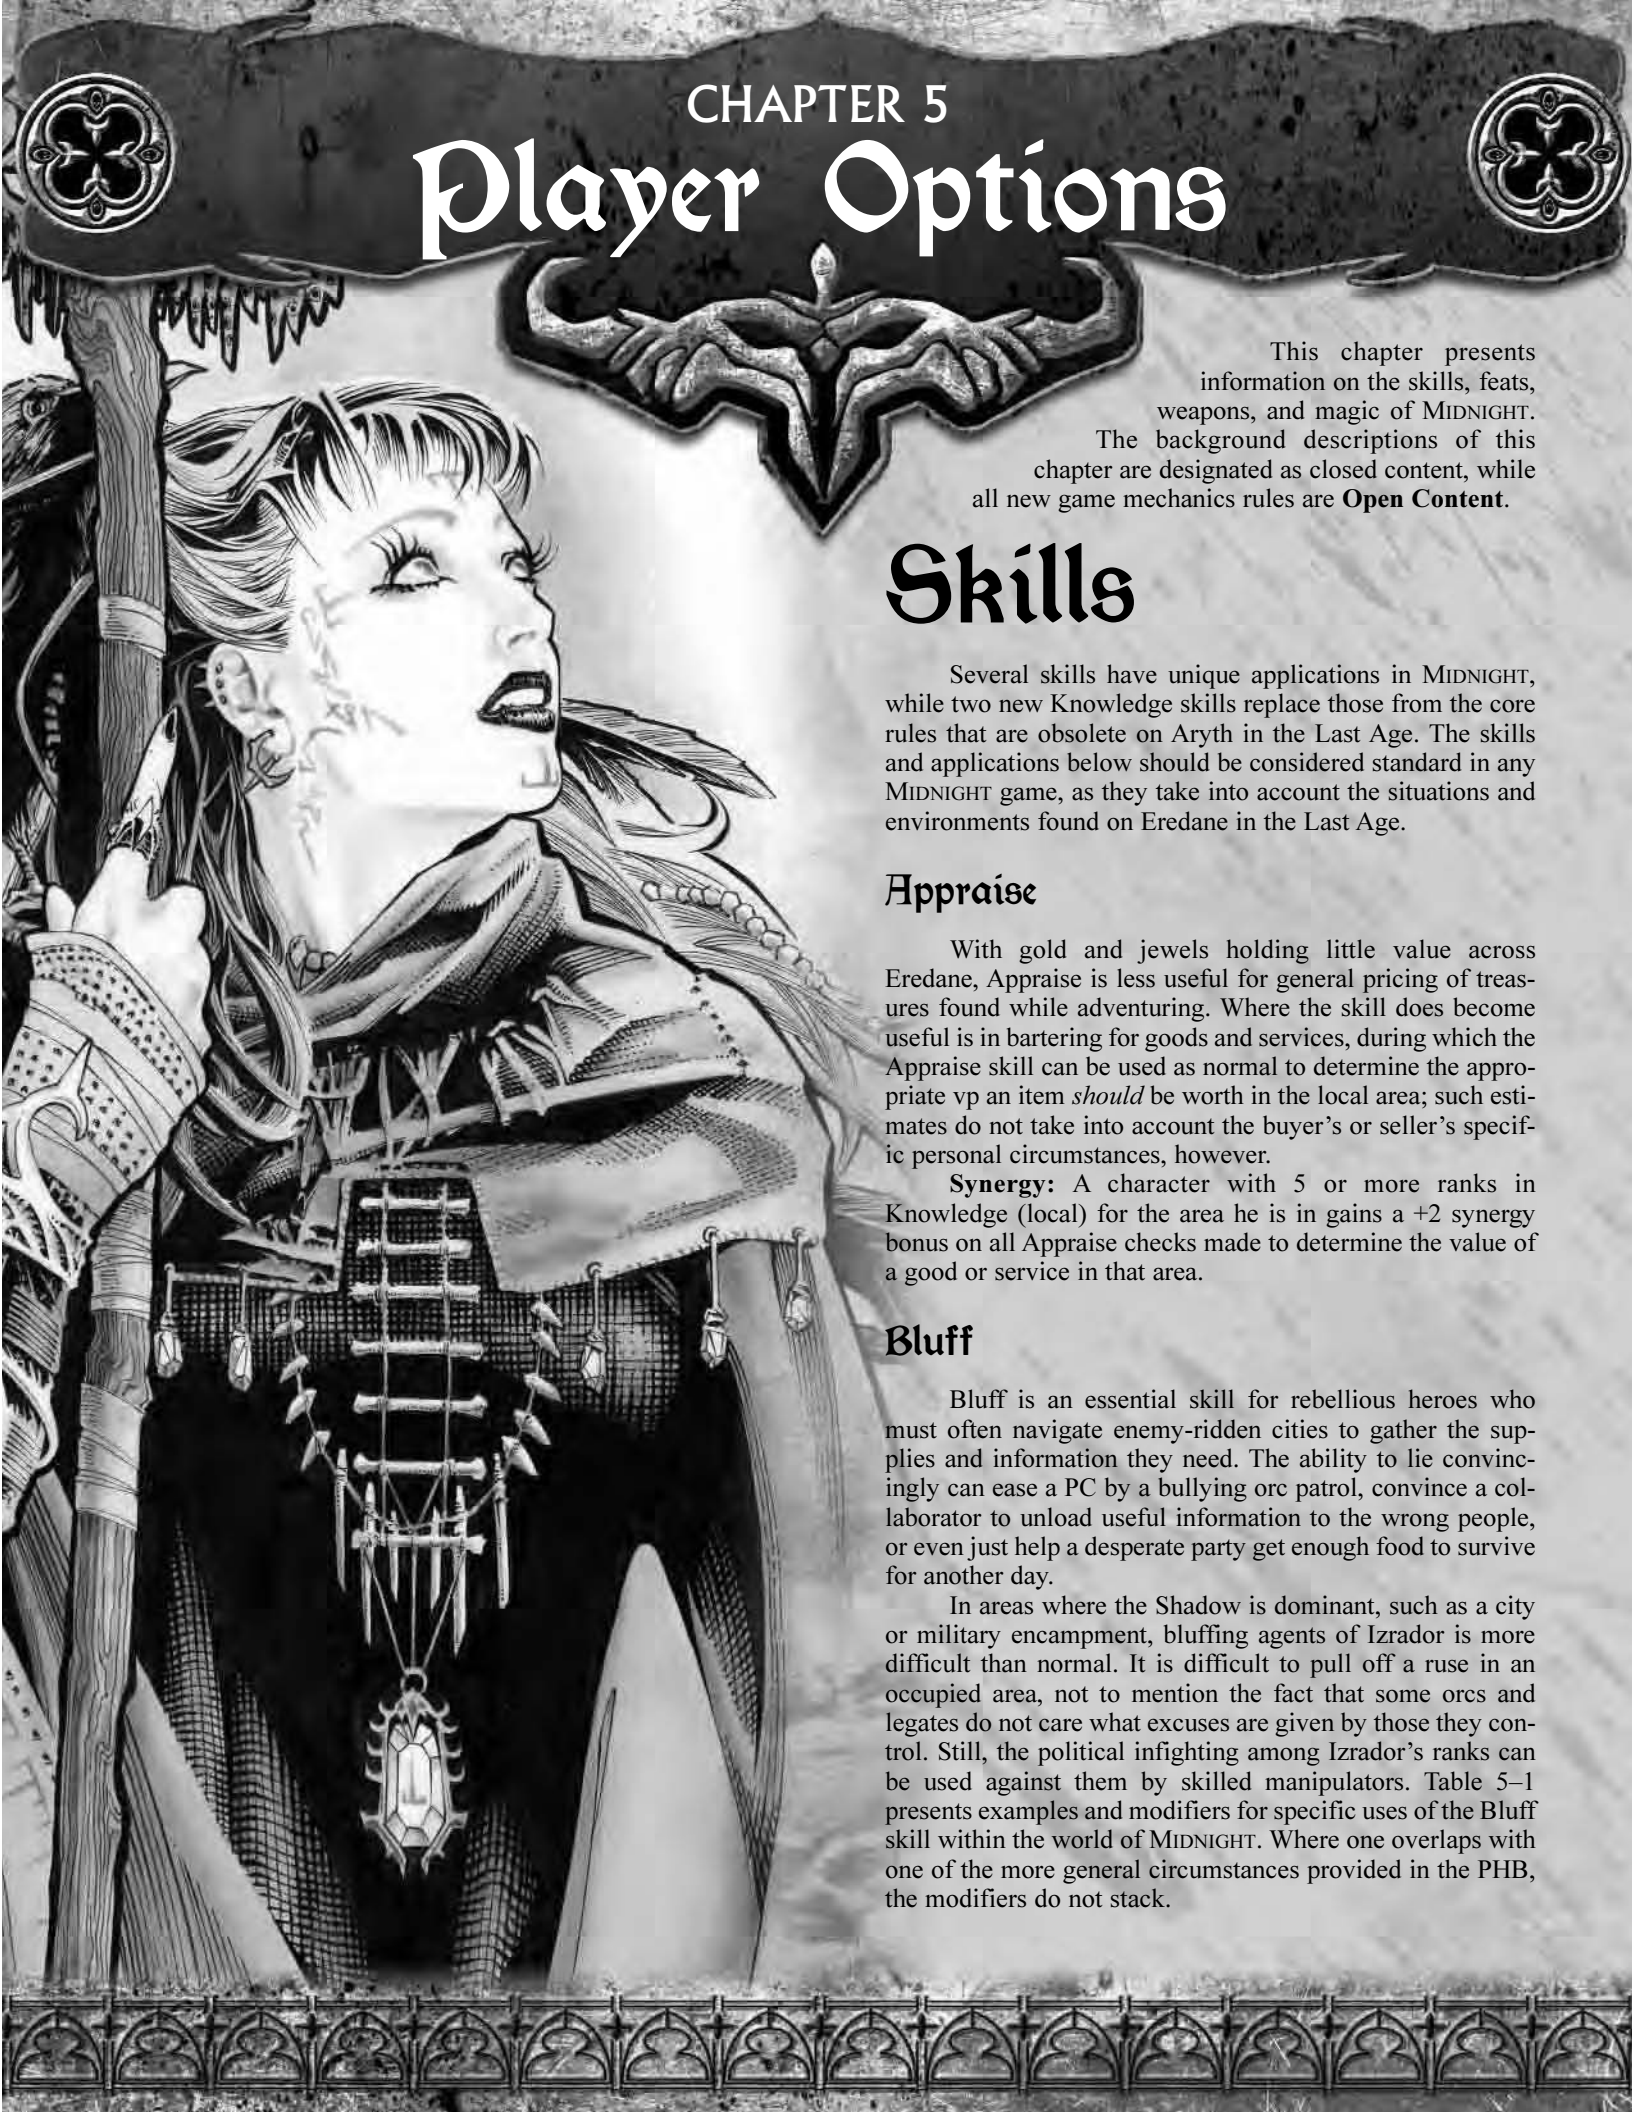 CHAPTER 5
Player Options
This chapter presents
information on the skills, feats,
weapons, and magic of MIDNIGHT.
The background descriptions of this
chapter are designated as closed content, while
all new game mechanics rules are Open Content.
Skills
Several skills have unique applications in MIDNIGHT,
while two new Knowledge skills replace those from the core
rules that are obsolete on Aryth in the Last Age. The skills
and applications below should be considered standard in any
MIDNIGHT game, as they take into account the situations and
environments found on Eredane in the Last Age.
Appraise
With gold and jewels holding little value across
Eredane, Appraise is less useful for general pricing of treas-
ures found while adventuring. Where the skill does become
useful is in bartering for goods and services, during which the
Appraise skill can be used as normal to determine the appro-
priate vp an item should be worth in the local area; such esti-
mates do not take into account the buyer's or seller's specif-
ic personal circumstances, however.
Synergy: A character with 5 or more ranks in
Knowledge (local) for the area he is in gains a +2 synergy
bonus on all Appraise checks made to determine the value of
a good or service in that area.
Bluff
Bluff is an essential skill for rebellious heroes who
must often navigate enemy-ridden cities to gather the sup-
plies and information they need. The ability to lie convinc-
ingly can ease a PC by a bullying orc patrol, convince a col-
laborator to unload useful information to the wrong people,
or even just help a desperate party get enough food to survive
for another day.
In areas where the Shadow is dominant, such as a city
or military encampment, bluffing agents of Izrador is more
difficult than normal. It is difficult to pull off a ruse in an
occupied area, not to mention the fact that some orcs and
legates do not care what excuses are given by those they con-
trol. Still, the political infighting among Izrador's ranks can
be used against them by skilled manipulators. Table 5–1
presents examples and modifiers for specific uses of the Bluff
skill within the world of MIDNIGHT. Where one overlaps with
one of the more general circumstances provided in the PHB,
the modifiers do not stack.